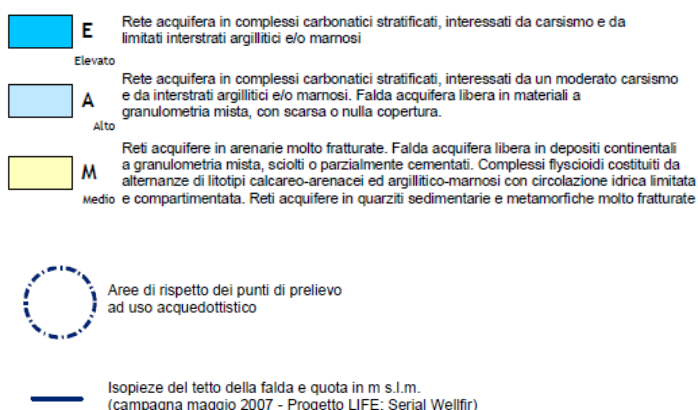 E
Elevato
Rete acquifera in complessi carbonatici stratificati, interessati da carsismo e da
limitati interstrati argillitici e/o marnosi
A
Alto
Rete acquifera in complessi carbonatici stratificati, interessati da un moderato carsismo
e da interstrati argillitici e/o marnosi. Falda acquifera libera in materiali a
granulometria mista, con scarsa o nulla copertura.
M
Medio
Reti acquifere in arenarie molto fratturate. Falda acquifera libera in depositi continentali
a granulometria mista, sciolti o parzialmente cementati. Complessi flyscioidi costituiti da
alternanze di litotipi calcareo-arenacei ed argillitico-marnosi con circolazione idrica limitata
e compartimentata. Reti acquifere in quarziti sedimentarie e metamorfiche molto fratturate
Aree di rispetto dei punti di prelievo
ad uso acquedottistico
Isopieze del tetto della falda e quota in m s.l.m.
(campagna maggio 2007 - Progetto LIFE: Serial Wellfir)